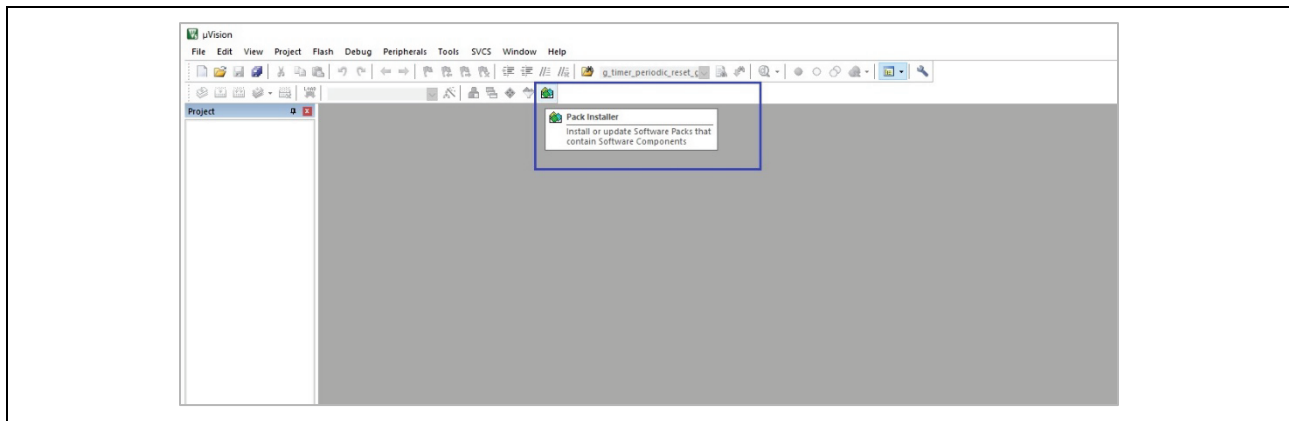 µVision
File Edit View Project Flash Debug Peripherals Tools SVCS Window Help
g_timer_periodic_reset_c
Project
Pack Installer
Install or update Software Packs that
contain Software Components